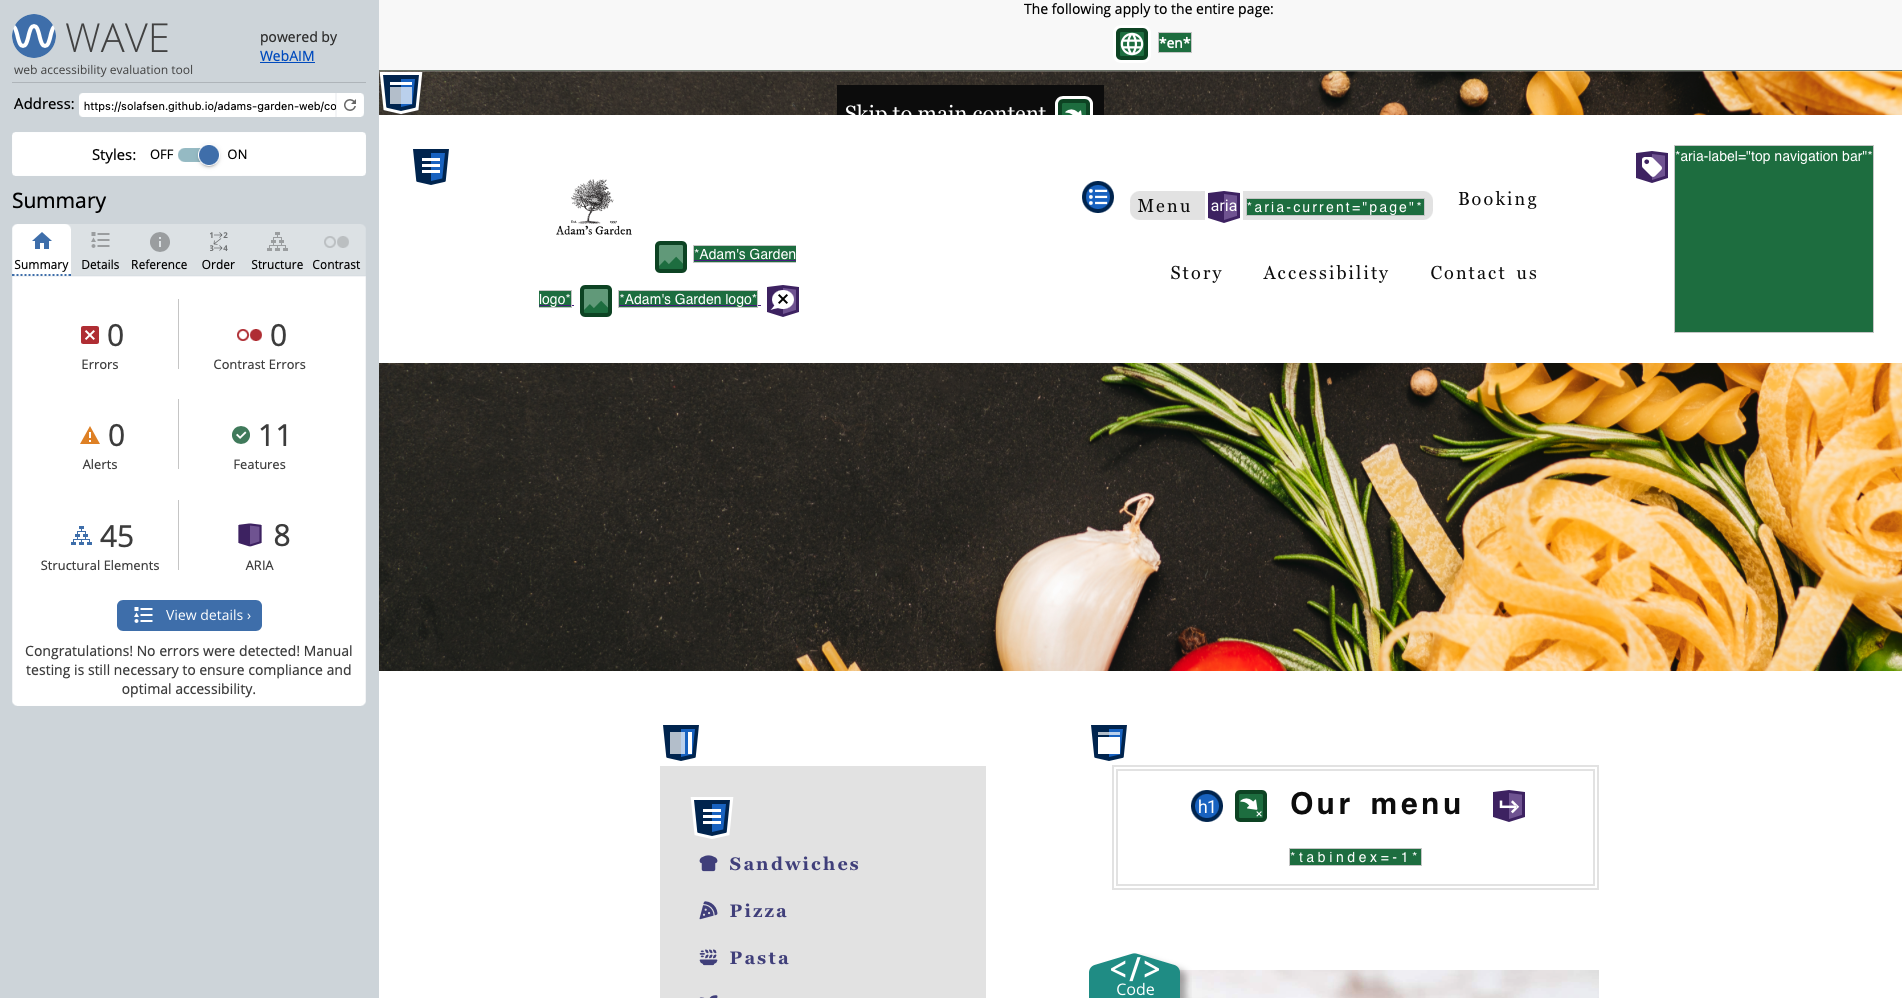 WAVE
web accessibility evaluation tool
powered by
WebAIM
Address: https://solafsen.github.io/adams-garden-web/co
Styles: OFF ON
Summary
Summary Details Reference Order Structure Contrast
0 Errors
0 Contrast Errors
0 Alerts
11 Features
45 Structural Elements
8 ARIA
View details ›
Congratulations! No errors were detected! Manual
testing is still necessary to ensure compliance and
optimal accessibility.
The following apply to the entire page:
*en*
Skip to main content
Adam's Garden
*Adam's Garden
logo* *Adam's Garden logo*
Menu aria *aria-current="page"* Booking
Story Accessibility Contact us
*aria-label="top navigation bar"*
Sandwiches
Pizza
Pasta
h1 Our menu
*tabindex=-1*
</>
Code